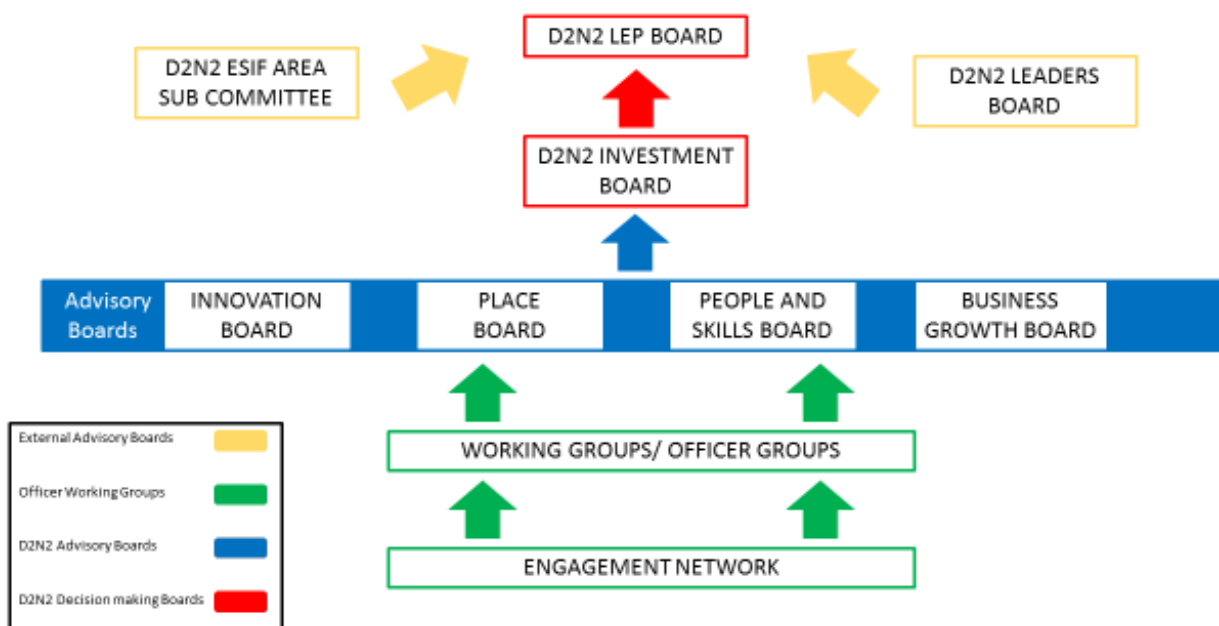 D2N2 LEP BOARD
D2N2 ESIF AREA
SUB COMMITTEE
D2N2 LEADERS
BOARD
D2N2 INVESTMENT
BOARD
Advisory
Boards
INNOVATION
BOARD
PLACE
BOARD
PEOPLE AND
SKILLS BOARD
BUSINESS
GROWTH BOARD
WORKING GROUPS/ OFFICER GROUPS
ENGAGEMENT NETWORK
External Advisory Boards
Officer Working Groups
D2N2 Advisory Boards
D2N2 Decision making Boards